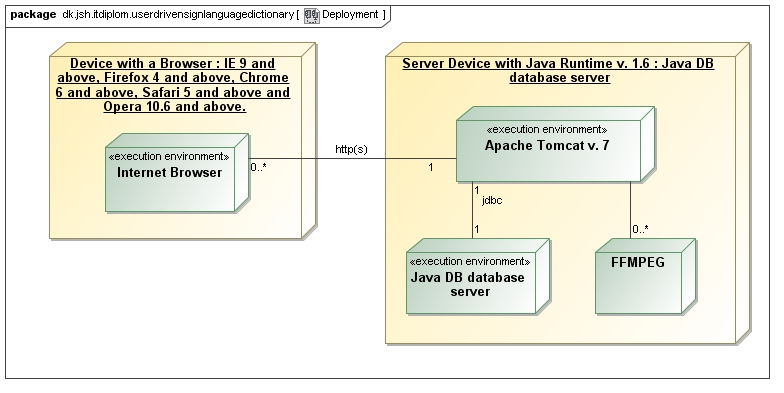 package dk.jsh.itdiplom.userdrivensignlanguagedictionary [ Deployment ]
Device with a Browser : IE 9 and
above, Firefox 4 and above, Chrome
6 and above, Safari 5 and above and
Opera 10.6 and above.
«execution environment»
Internet Browser
0..*
http(s)
1
Server Device with Java Runtime v. 1.6 : Java DB
database server
«execution environment»
Apache Tomcat v. 7
1
jdbc
1
0..*
«execution environment»
Java DB database
server
FFMPEG